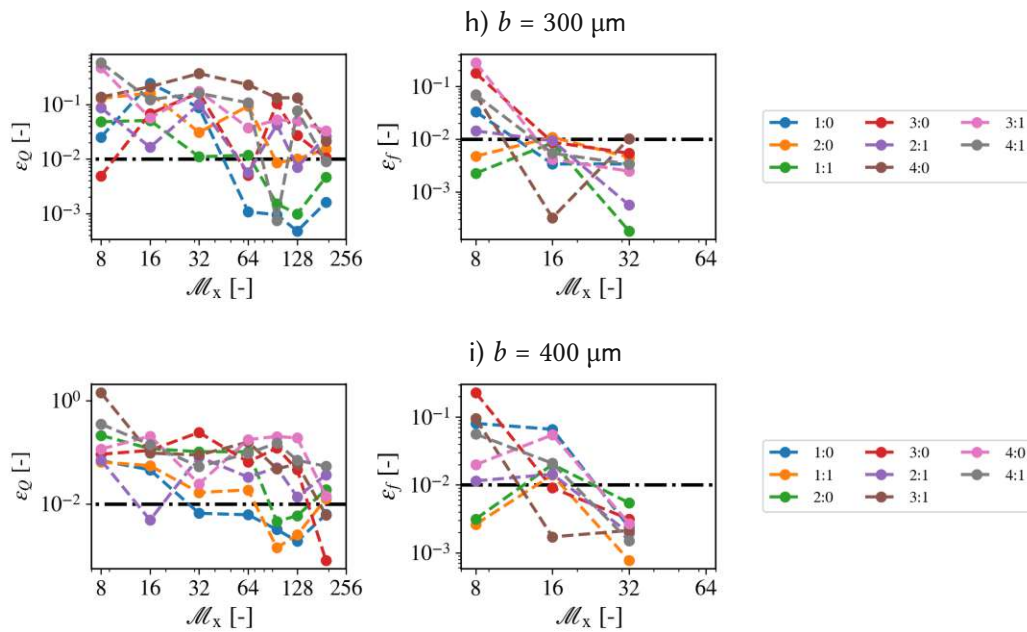 h) b = 300 μm
10⁻¹
10⁻²
10⁻³
ε_Q [-]
8 16 32 64 128 256
ℳ_x [-]
10⁻¹
10⁻²
10⁻³
ε_f [-]
8 16 32 64
ℳ_x [-]
1:0 3:0 3:1
2:0 2:1 4:1
1:1 4:0
i) b = 400 μm
10⁰
10⁻²
ε_Q [-]
8 16 32 64 128 256
ℳ_x [-]
10⁻¹
10⁻²
10⁻³
ε_f [-]
8 16 32 64
ℳ_x [-]
1:0 3:0 4:0
1:1 2:1 4:1
2:0 3:1